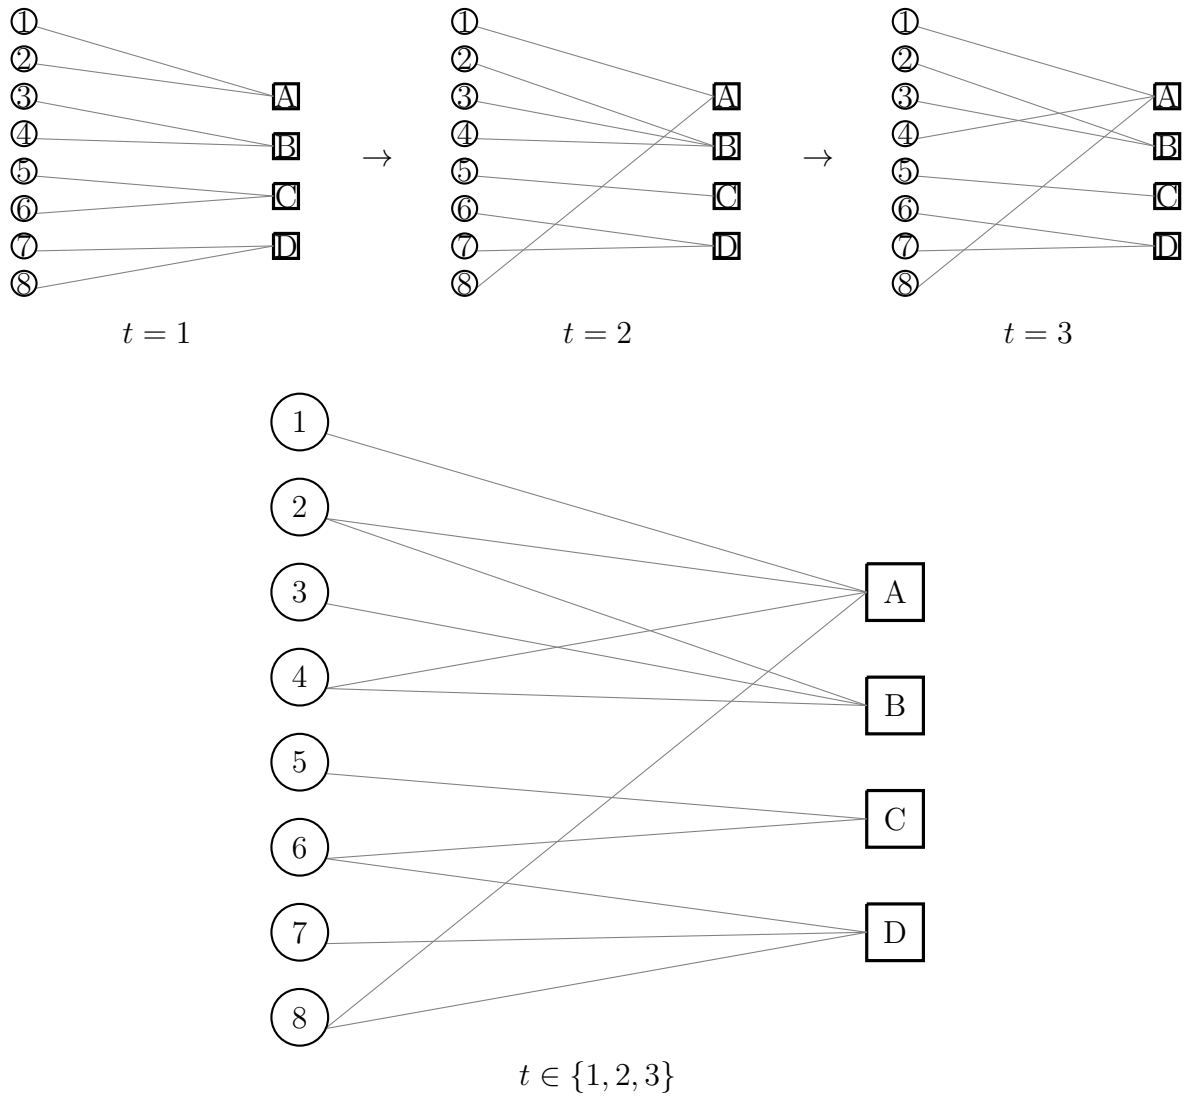 1 1 1
2 2 2
3 A 3 A 3 A
4 B 4 B 4 B
→ →
5 5 5
6 C 6 C 6 C
7 D 7 D 7 D
8 8 8
t = 1 t = 2 t = 3
1
2
3 A
4 B
5
6 C
7 D
8
t ∈ {1, 2, 3}